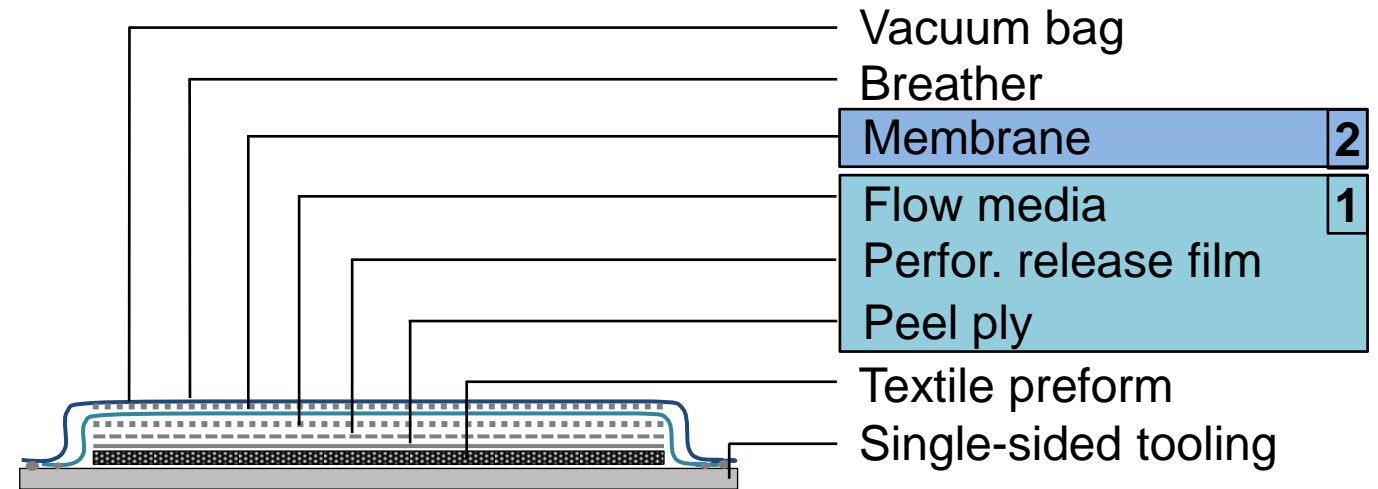 Vacuum bag
Breather
Membrane 2
Flow media 1
Perfor. release film
Peel ply
Textile preform
Single-sided tooling